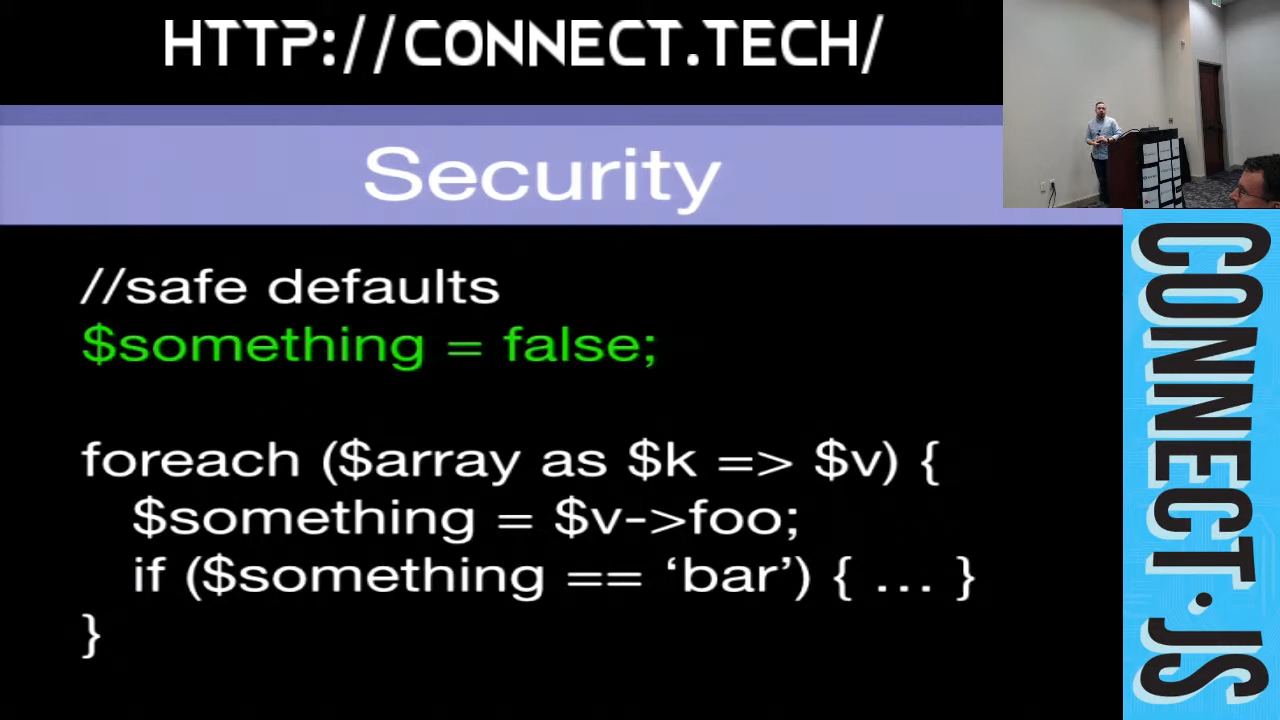 HTTP://CONNECT.TECH/
Security
//safe defaults
$something = false;
foreach ($array as $k => $v) {
$something = $v->foo;
if ($something == ‘bar’) { … }
}
CONNECT·JS